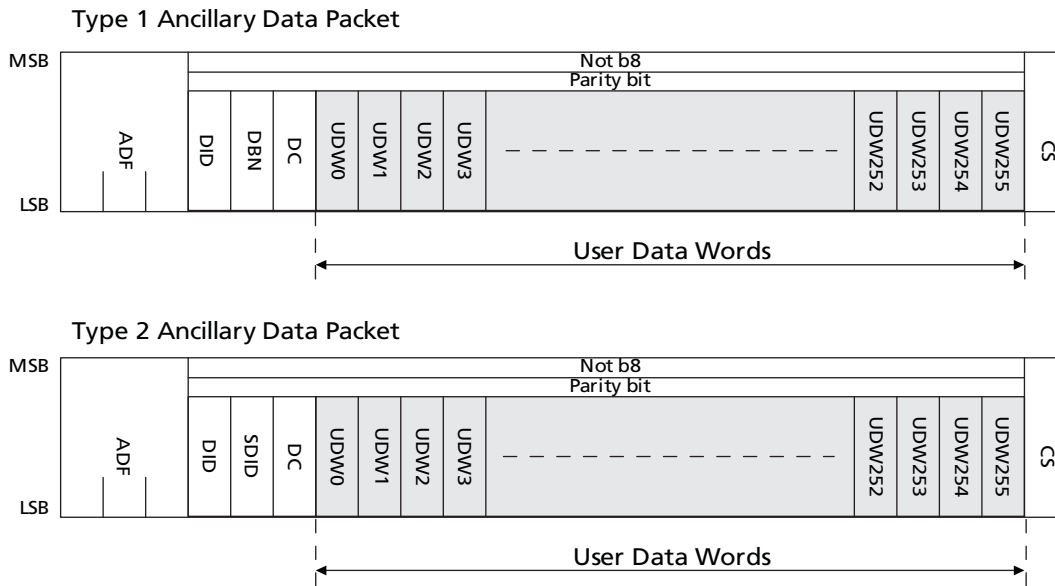 Type 1 Ancillary Data Packet
MSB
Not b8
Parity bit
ADF
DID
DBN
DC
UDW0
UDW1
UDW2
UDW3
UDW252
UDW253
UDW254
UDW255
CS
LSB
User Data Words
Type 2 Ancillary Data Packet
MSB
Not b8
Parity bit
ADF
DID
SDID
DC
UDW0
UDW1
UDW2
UDW3
UDW252
UDW253
UDW254
UDW255
CS
LSB
User Data Words